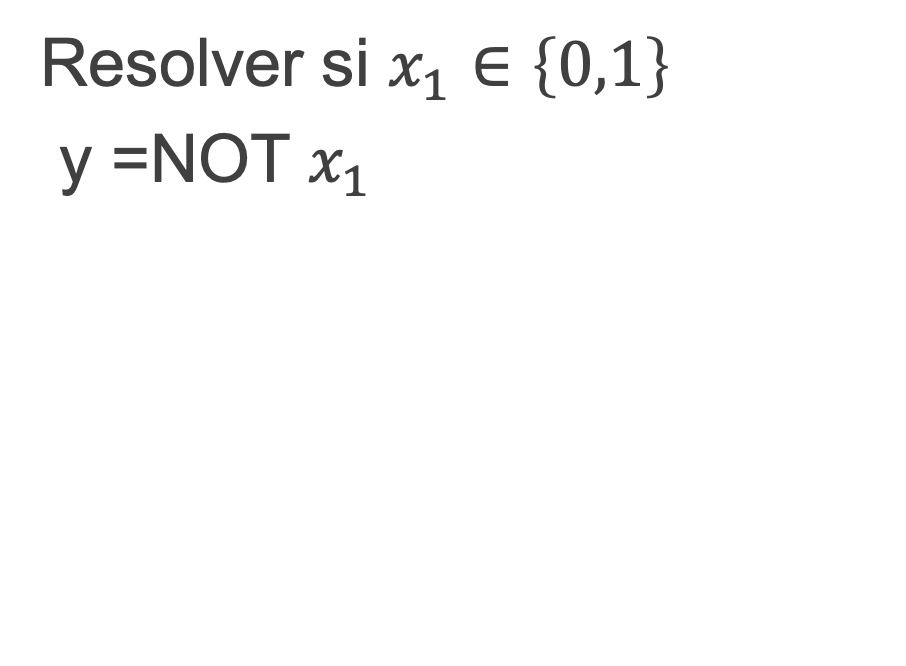 Resolver si 𝑥₁ ∈ {0,1}
y =NOT 𝑥₁